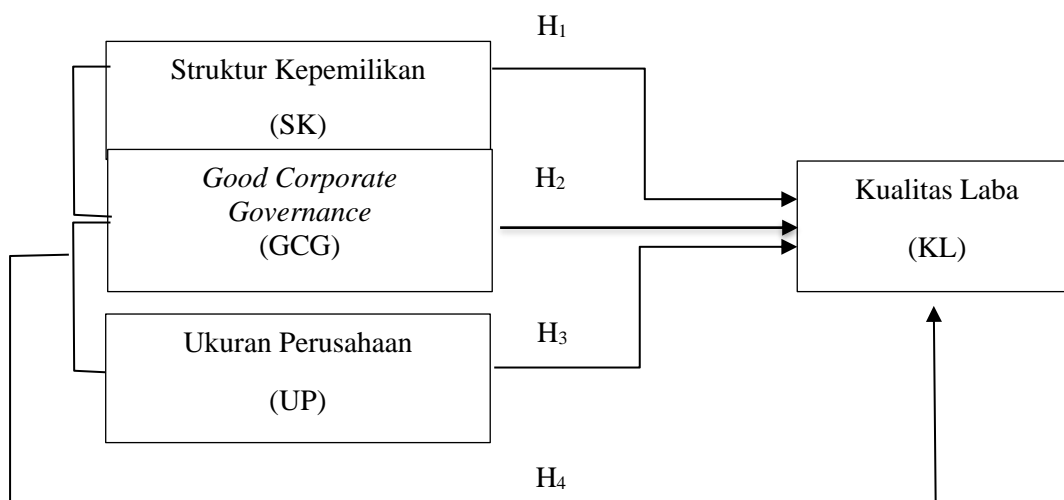 H₁
Struktur Kepemilikan
(SK)
Good Corporate
Governance
(GCG)
H₂
Kualitas Laba
(KL)
H₃
Ukuran Perusahaan
(UP)
H₄